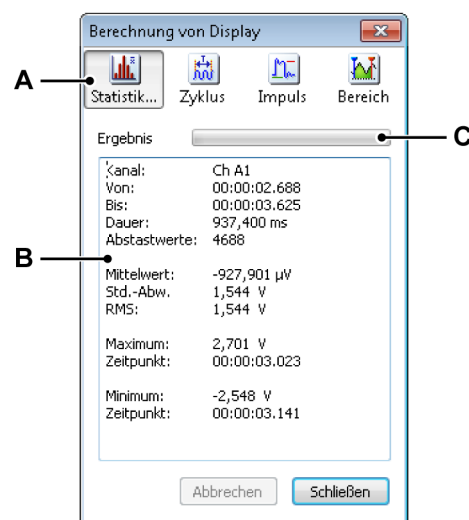 Berechnung von Display
A
Statistik... Zyklus Impuls Bereich
Ergebnis
C
Kanal: Ch A1
Von: 00:00:02.688
Bis: 00:00:03.625
Dauer: 937,400 ms
Abstastwerte: 4688
B
Mittelwert: -927,901 µV
Std.-Abw. 1,544 V
RMS: 1,544 V
Maximum: 2,701 V
Zeitpunkt: 00:00:03.023
Minimum: -2,548 V
Zeitpunkt: 00:00:03.141
Abbrechen Schließen